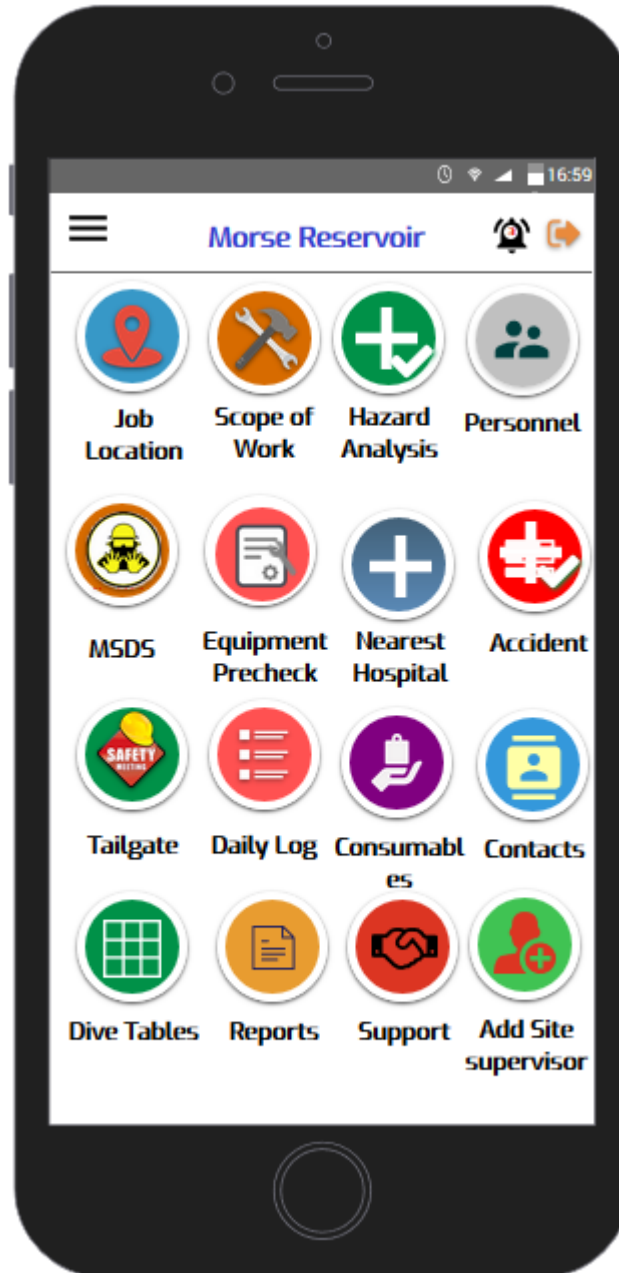 16:59
Morse Reservoir
Job
Location
Scope of
Work
Hazard
Analysis
Personnel
MSDS
Equipment
Precheck
Nearest
Hospital
Accident
SAFETY
MEETING
Tailgate
Daily Log
Consumabl
es
Contacts
Dive Tables
Reports
Support
Add Site
supervisor